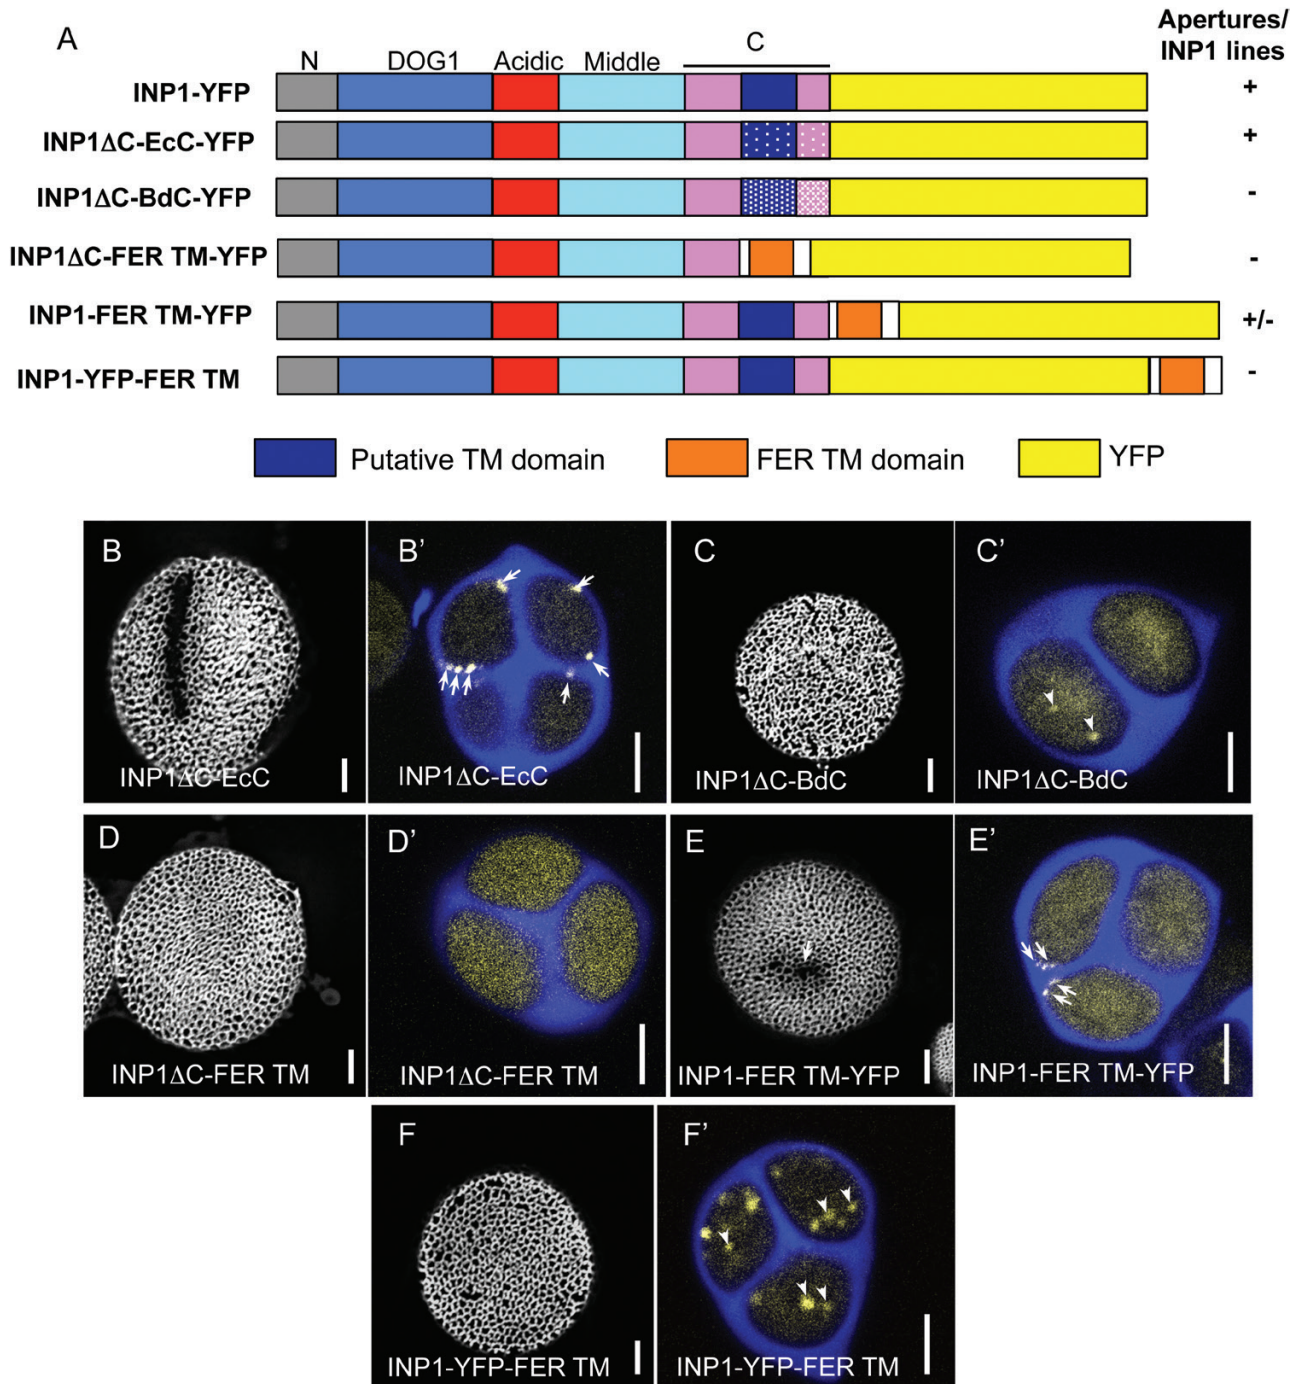 A
Apertures/
INP1 lines
N DOG1 Acidic Middle C
INP1-YFP +
INP1ΔC-EcC-YFP +
INP1ΔC-BdC-YFP -
INP1ΔC-FER TM-YFP -
INP1-FER TM-YFP +/-
INP1-YFP-FER TM -
Putative TM domain FER TM domain YFP
B B' C C'
INP1ΔC-EcC INP1ΔC-EcC INP1ΔC-BdC INP1ΔC-BdC
D D' E E'
INP1ΔC-FER TM INP1ΔC-FER TM INP1-FER TM-YFP INP1-FER TM-YFP
F F'
INP1-YFP-FER TM INP1-YFP-FER TM